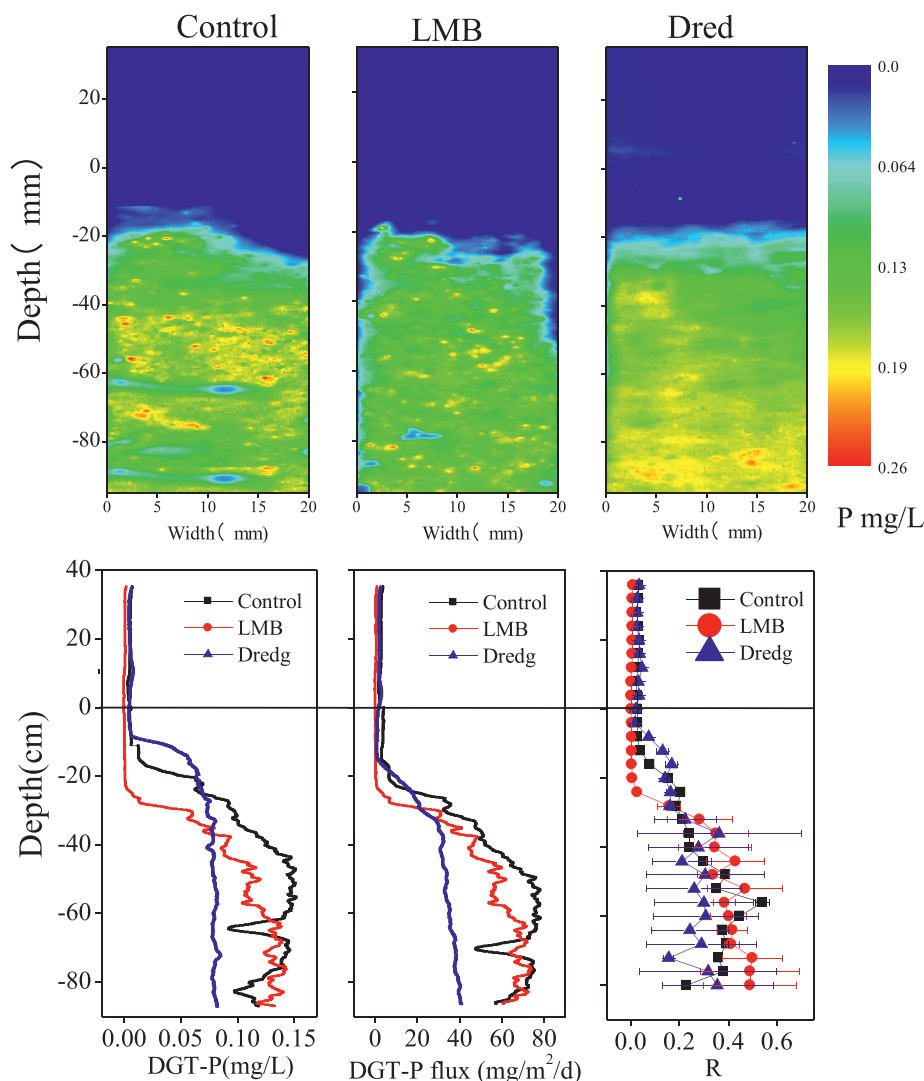 Control LMB Dred
Depth( mm)
20
0
-20
-40
-60
-80
0 5 10 15 20
0 5 10 15 20
0 5 10 15 20
Width( mm) Width( mm) Width( mm)
0.0
0.064
0.13
0.19
0.26
P mg/L
Depth(cm)
40
20
0
-20
-40
-60
-80
Control
LMB
Dredg
Control
LMB
Dredg
Control
LMB
Dredg
0.00 0.05 0.10 0.15
0 20 40 60 80
0.0 0.2 0.4 0.6
DGT-P(mg/L) DGT-P flux (mg/m²/d) R